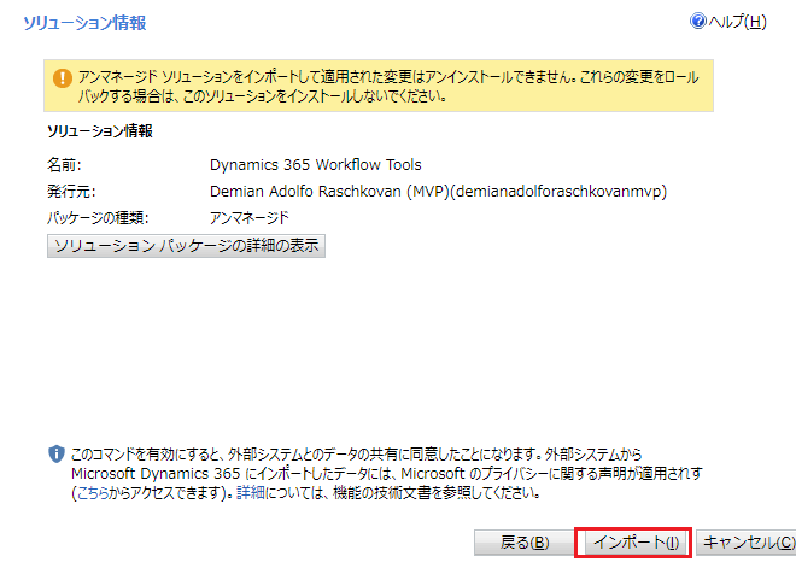 ソリューション情報 ヘルプ(H)
アンマネージド ソリューションをインポートして適用された変更はアンインストールできません。これらの変更をロール
バックする場合は、このソリューションをインストールしないでください。
ソリューション情報
名前: Dynamics 365 Workflow Tools
発行元: Demian Adolfo Raschkovan (MVP)(demianadolforaschkovanmvp)
パッケージの種類: アンマネージド
ソリューション パッケージの詳細の表示
このコマンドを有効にすると、外部システムとのデータの共有に同意したことになります。外部システムから
Microsoft Dynamics 365 にインポートしたデータには、Microsoft のプライバシーに関する声明が適用されす
(こちらからアクセスできます)。詳細については、機能の技術文書を参照してください。
戻る(B) インポート(I) キャンセル(C)